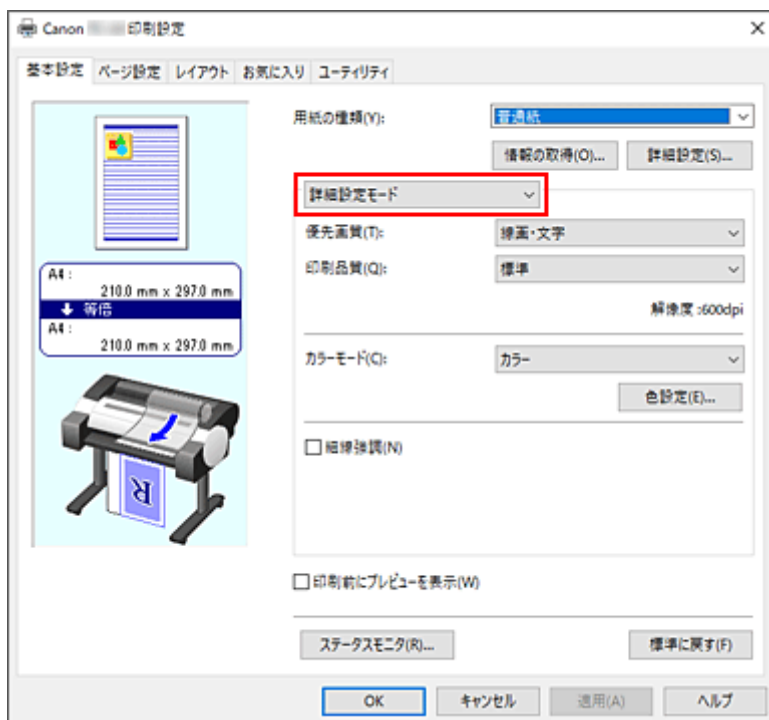 Canon 印刷設定
基本設定 ページ設定 レイアウト お気に入り ユーティリティ
用紙の種類(Y): 普通紙
情報の取得(O)... 詳細設定(S)...
詳細設定モード
優先画質(T): 線画・文字
印刷品質(Q): 標準
解像度 :600dpi
カラーモード(C): カラー
色設定(E)...
細線強調(N)
A4 :
210.0 mm x 297.0 mm
等倍
A4 :
210.0 mm x 297.0 mm
R
印刷前にプレビューを表示(W)
ステータスモニタ(R)... 標準に戻す(F)
OK キャンセル 適用(A) ヘルプ